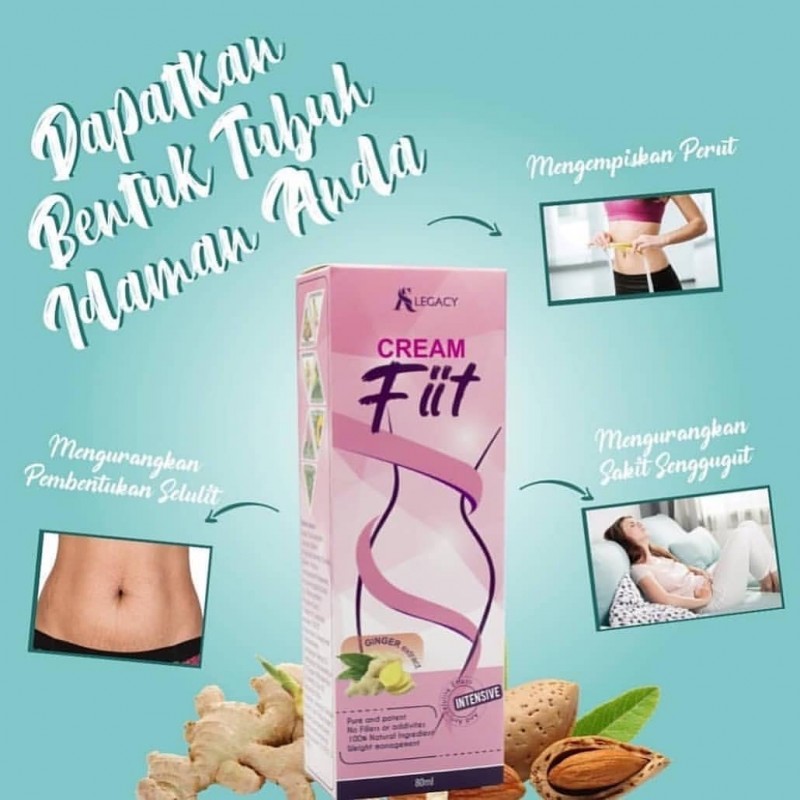 Dapatkan
Bentuk Tubuh
Idaman Anda
Mengempiskan Perut
LEGACY
CREAM
Fiit
Mengurangkan
Pembentukan Selulit
Mengurangkan
Sakit Senggugut
GINGER extract
INTENSIVE
Pure and potent
No Fillers or addivites
100% Natural Ingredient
Weight management
80ml